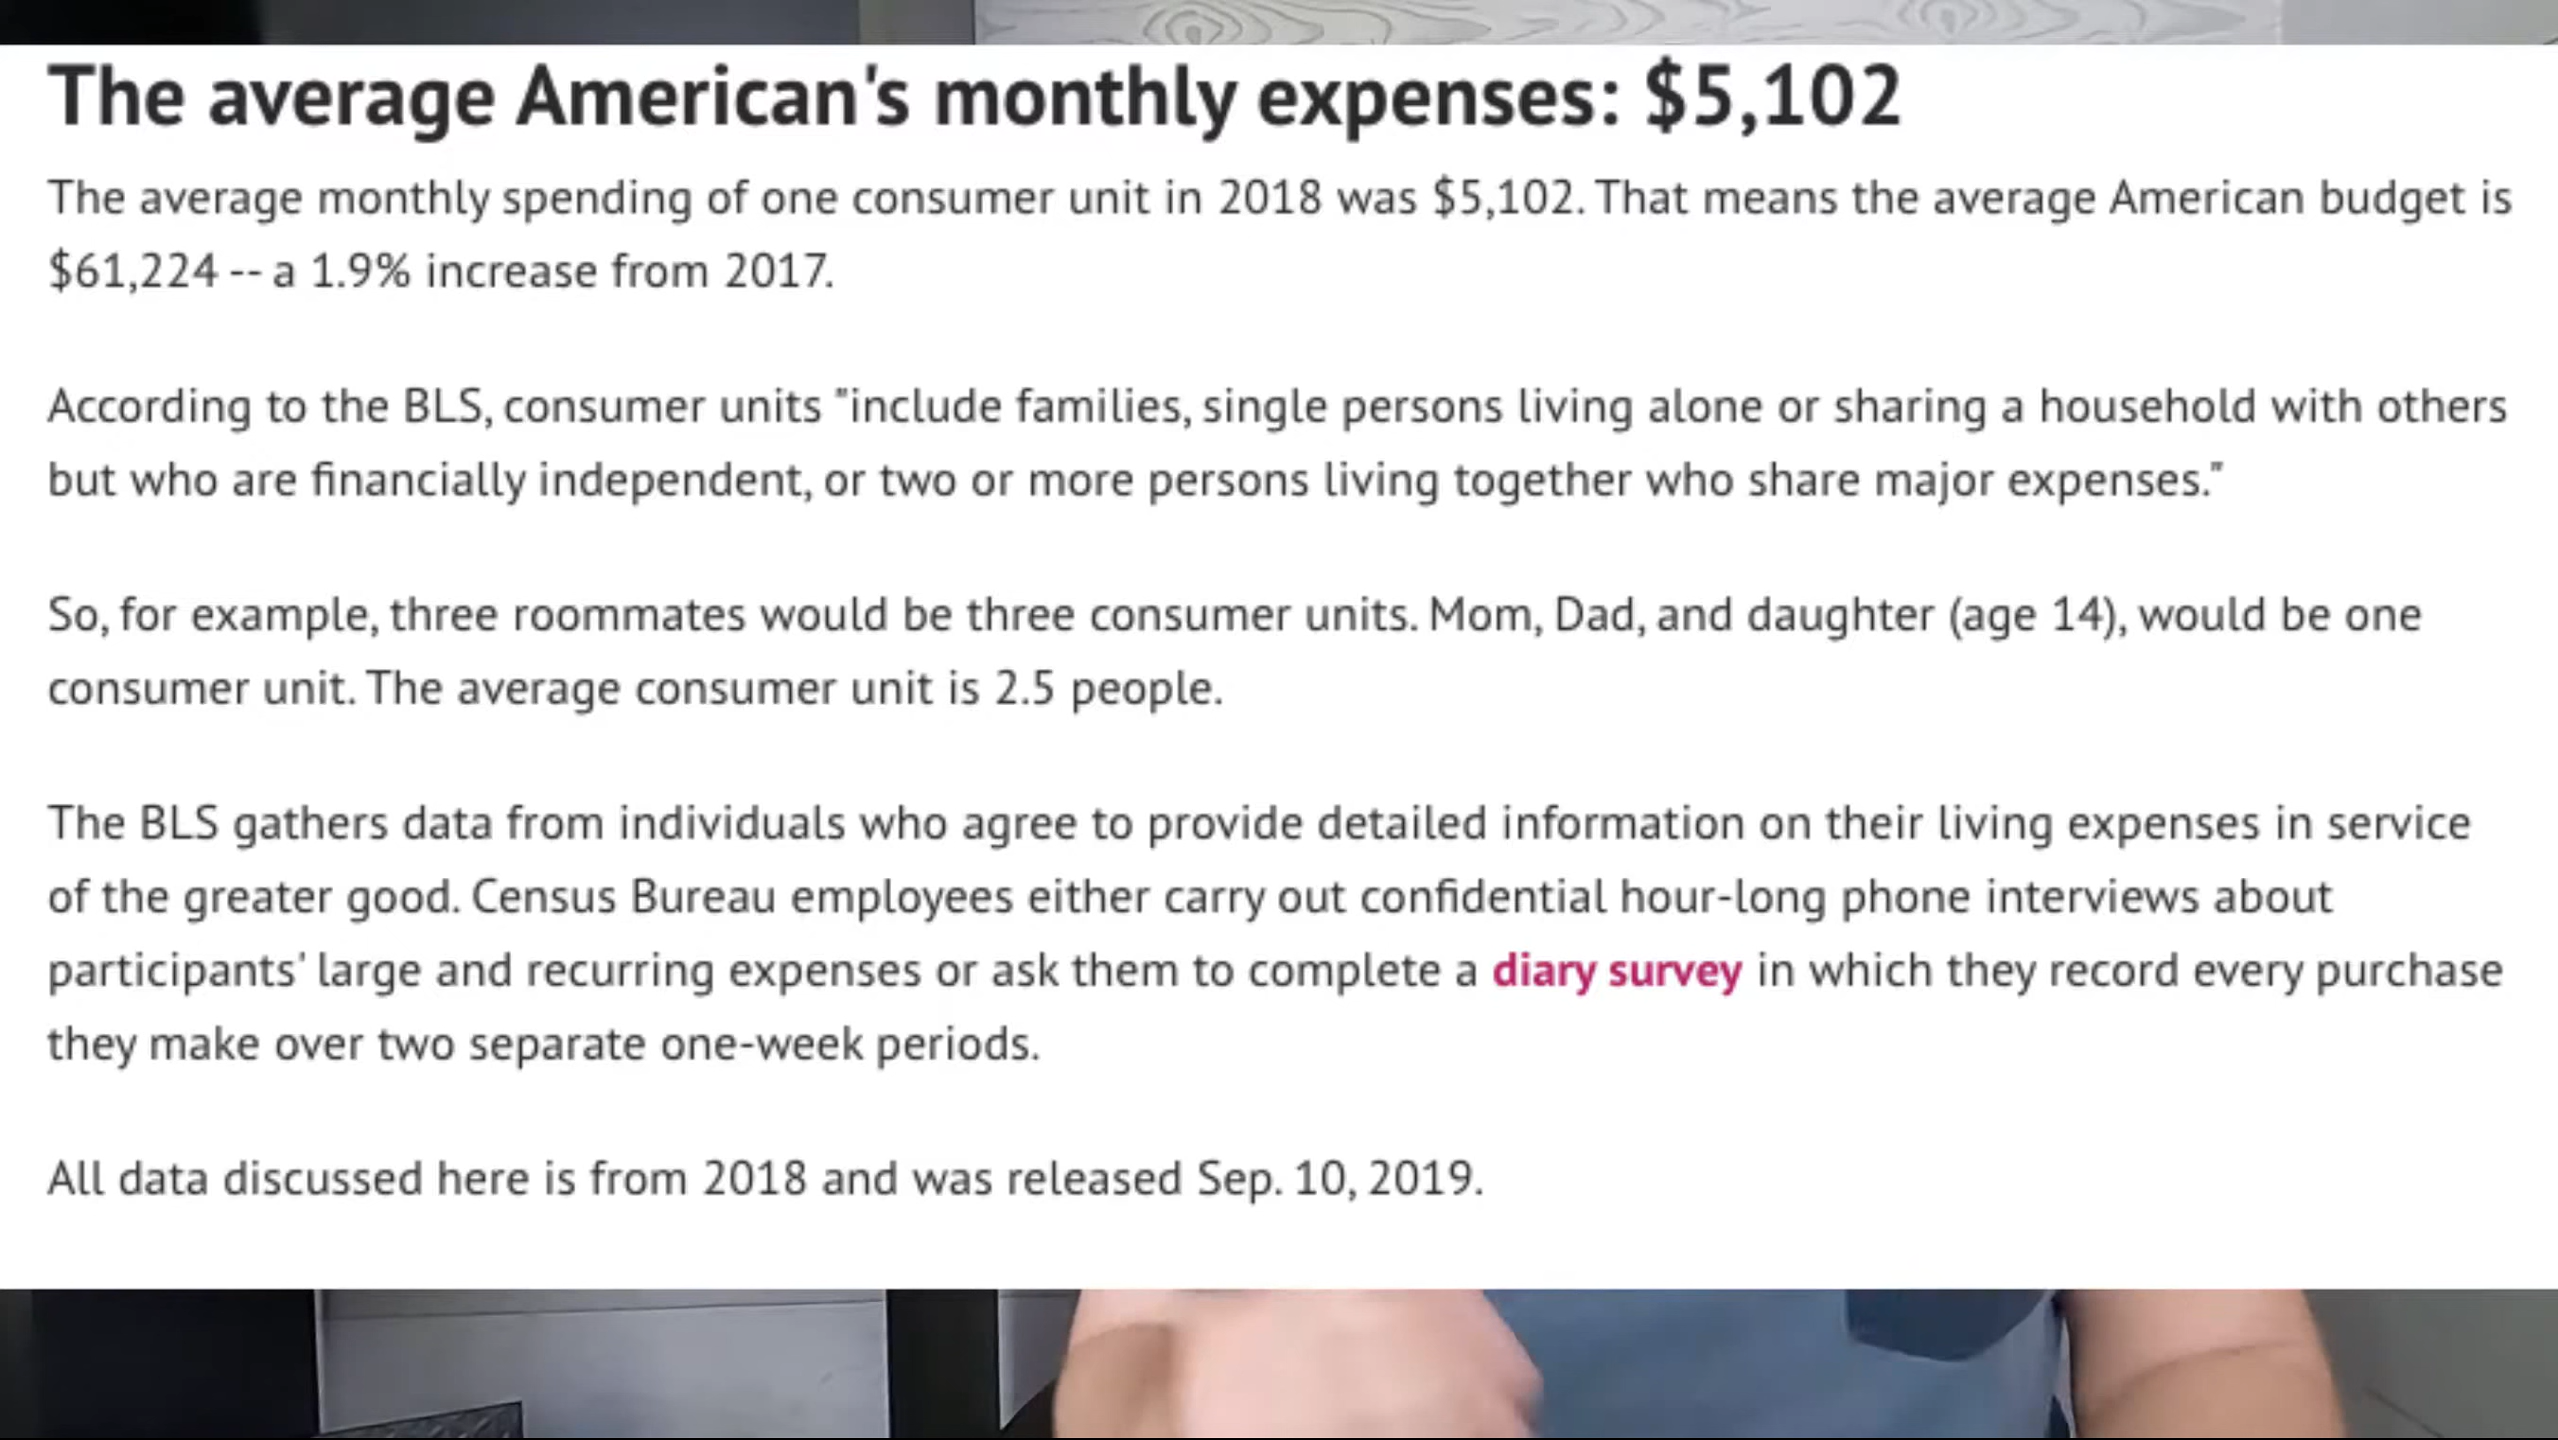 The average American's monthly expenses: $5,102
The average monthly spending of one consumer unit in 2018 was $5,102. That means the average American budget is
$61,224 -- a 1.9% increase from 2017.
According to the BLS, consumer units "include families, single persons living alone or sharing a household with others
but who are financially independent, or two or more persons living together who share major expenses."
So, for example, three roommates would be three consumer units. Mom, Dad, and daughter (age 14), would be one
consumer unit. The average consumer unit is 2.5 people.
The BLS gathers data from individuals who agree to provide detailed information on their living expenses in service
of the greater good. Census Bureau employees either carry out confidential hour-long phone interviews about
participants' large and recurring expenses or ask them to complete a diary survey in which they record every purchase
they make over two separate one-week periods.
All data discussed here is from 2018 and was released Sep. 10, 2019.